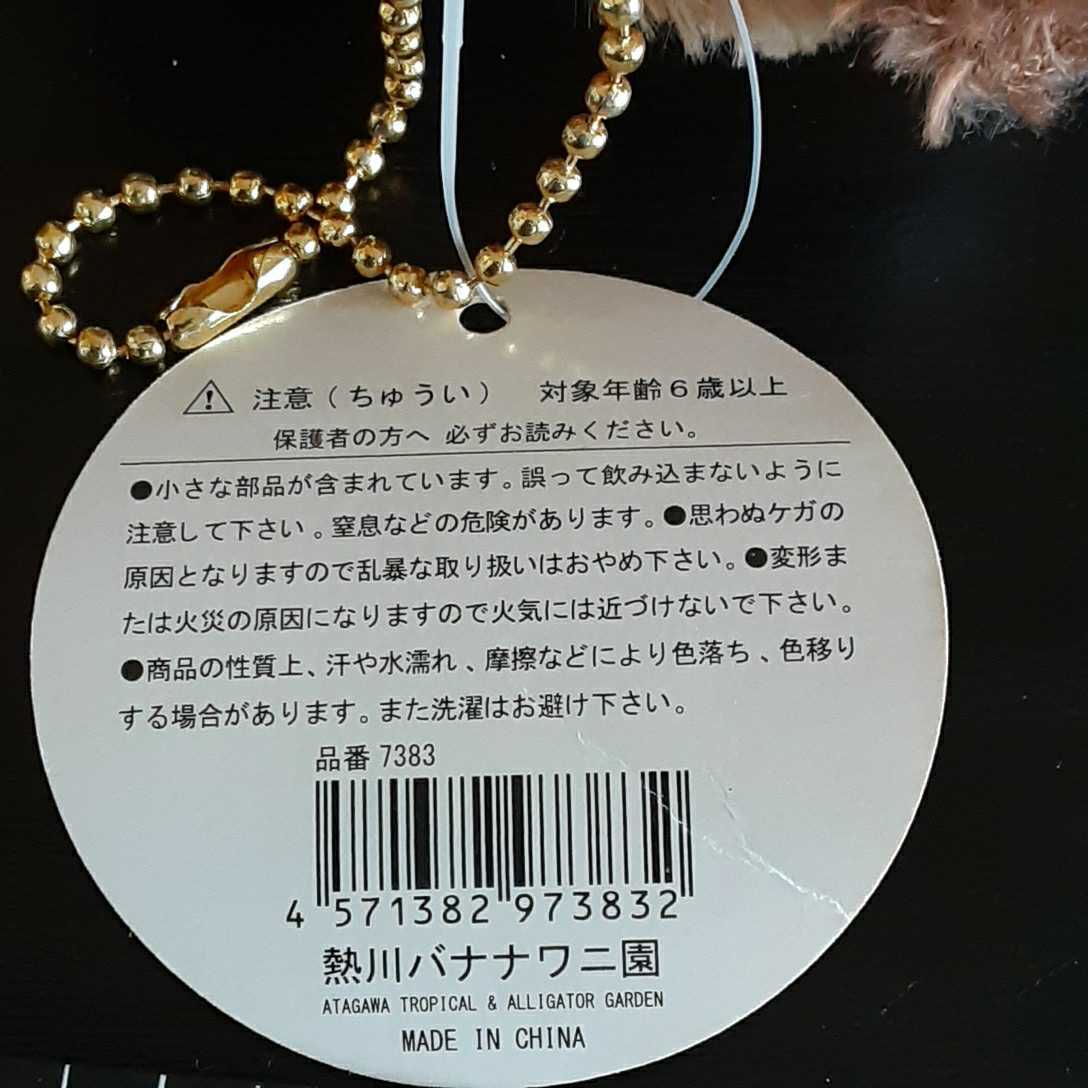 注意(ちゅうい) 対象年齢6歳以上
保護者の方へ 必ずお読みください。
●小さな部品が含まれています。誤って飲み込まないように
注意して下さい。窒息などの危険があります。●思わぬケガの
原因となりますので乱暴な取り扱いはおやめ下さい。●変形ま
たは火災の原因になりますので火気には近づけないで下さい。
●商品の性質上、汗や水濡れ、摩擦などにより色落ち、色移り
する場合があります。また洗濯はお避け下さい。
品番 7383
4 571382 973832
熱川バナナワニ園
ATAGAWA TROPICAL & ALLIGATOR GARDEN
MADE IN CHINA